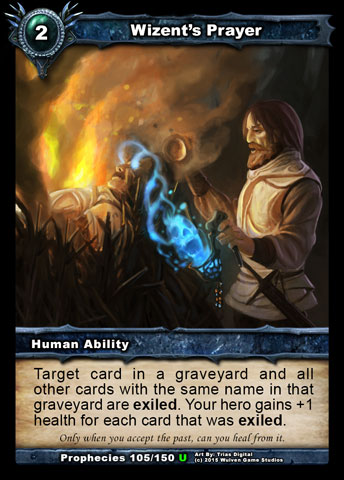 2
Wizent's Prayer
Human Ability
Target card in a graveyard and all
other cards with the same name in that
graveyard are exiled. Your hero gains +1
health for each card that was exiled.
Only when you accept the past, can you heal from it.
Prophecies 105/150 U
Art By: Trias Digital
(c) 2015 Wulven Game Studios